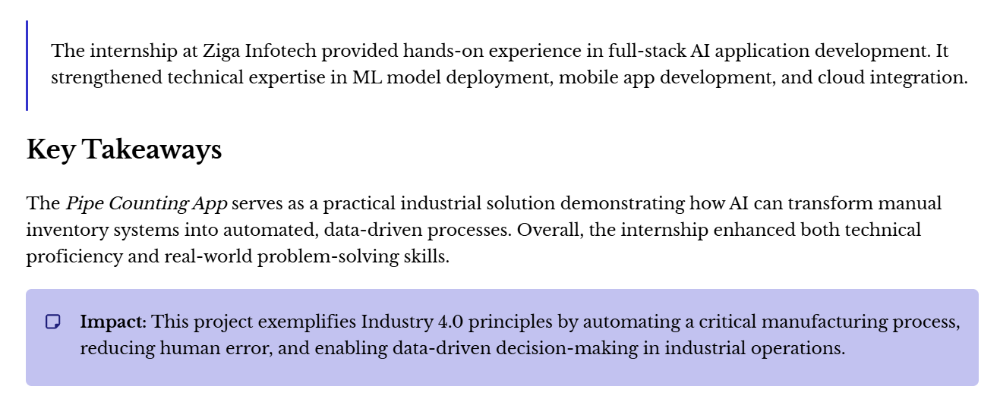 The internship at Ziga Infotech provided hands-on experience in full-stack AI application development. It
strengthened technical expertise in ML model deployment, mobile app development, and cloud integration.
Key Takeaways
The Pipe Counting App serves as a practical industrial solution demonstrating how AI can transform manual
inventory systems into automated, data-driven processes. Overall, the internship enhanced both technical
proficiency and real-world problem-solving skills.
Impact: This project exemplifies Industry 4.0 principles by automating a critical manufacturing process,
reducing human error, and enabling data-driven decision-making in industrial operations.